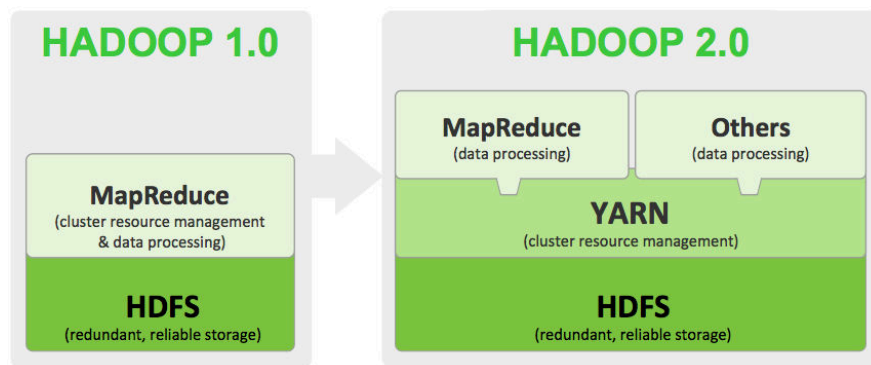 HADOOP 1.0
MapReduce
(cluster resource management
& data processing)
HDFS
(redundant, reliable storage)
HADOOP 2.0
MapReduce
(data processing)
Others
(data processing)
YARN
(cluster resource management)
HDFS
(redundant, reliable storage)